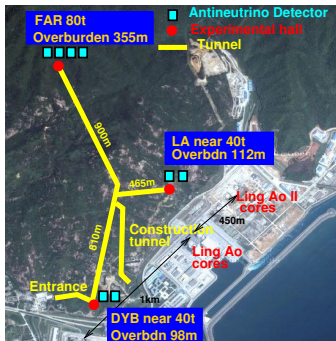 FAR 80t
Overburden 355m
Antineutrino Detector
Experimental hall
Tunnel
900m
LA near 40t
Overbdn 112m
465m
Ling Ao II
cores
450m
810m
Construction
tunnel
Ling Ao
cores
Entrance
1km
DYB near 40t
Overbdn 98m